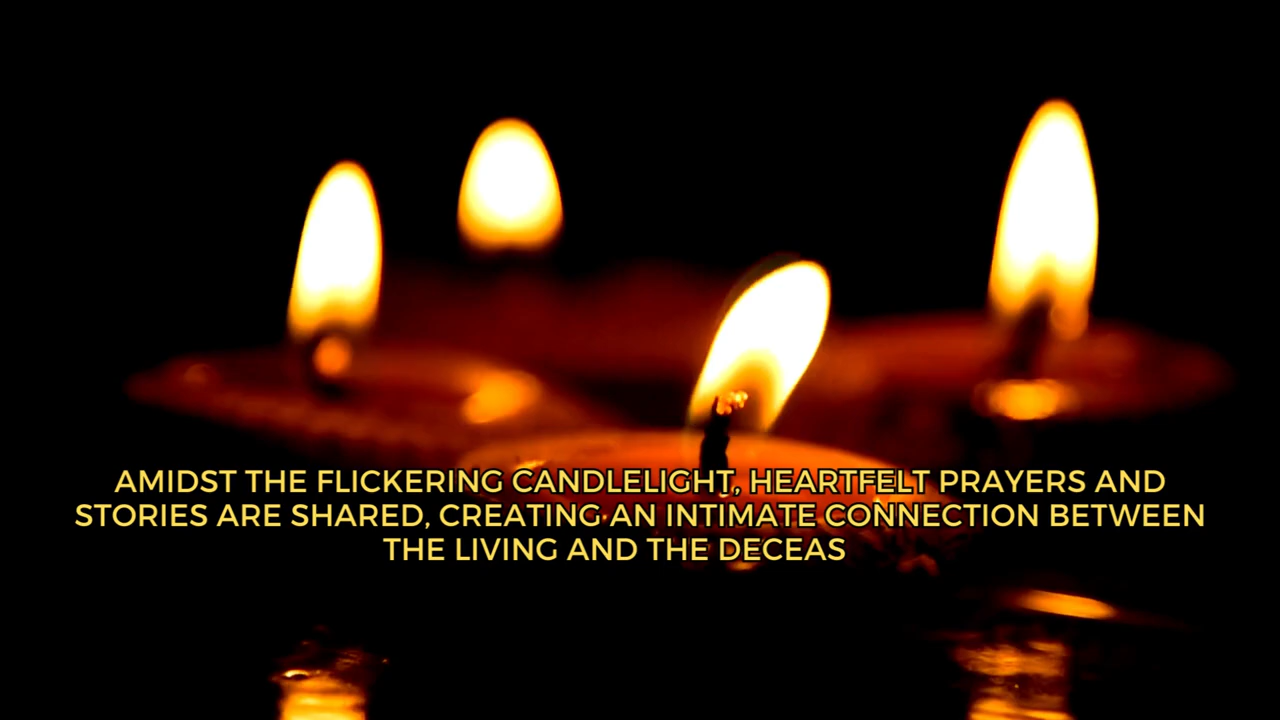 AMIDST THE FLICKERING CANDLELIGHT, HEARTFELT PRAYERS AND
STORIES ARE SHARED, CREATING AN INTIMATE CONNECTION BETWEEN
THE LIVING AND THE DECEAS